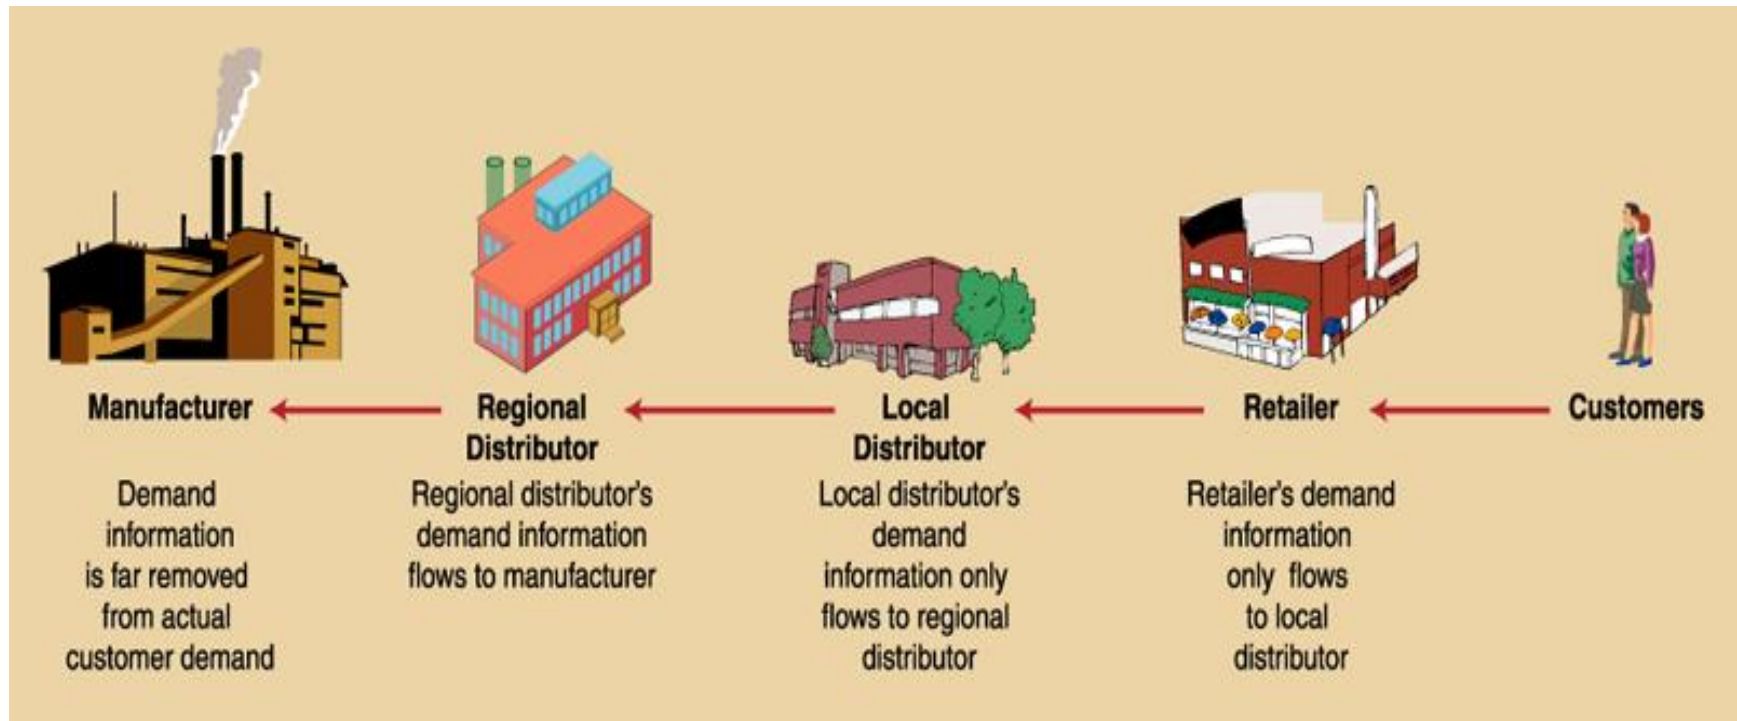 Manufacturer
Regional
Distributor
Local
Distributor
Retailer
Customers
Demand
information
is far removed
from actual
customer demand
Regional distributor's
demand information
flows to manufacturer
Local distributor's
demand
information only
flows to regional
distributor
Retailer's demand
information
only flows
to local
distributor